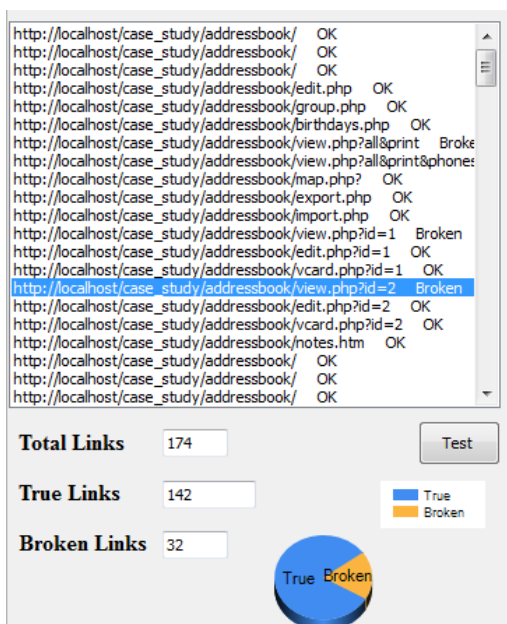 http://localhost/case_study/addressbook/ OK
http://localhost/case_study/addressbook/ OK
http://localhost/case_study/addressbook/ OK
http://localhost/case_study/addressbook/edit.php OK
http://localhost/case_study/addressbook/group.php OK
http://localhost/case_study/addressbook/birthdays.php OK
http://localhost/case_study/addressbook/view.php?all&print Broke
http://localhost/case_study/addressbook/view.php?all&print&phones
http://localhost/case_study/addressbook/map.php? OK
http://localhost/case_study/addressbook/export.php OK
http://localhost/case_study/addressbook/import.php OK
http://localhost/case_study/addressbook/view.php?id=1 Broken
http://localhost/case_study/addressbook/edit.php?id=1 OK
http://localhost/case_study/addressbook/vcard.php?id=1 OK
http://localhost/case_study/addressbook/view.php?id=2 Broken
http://localhost/case_study/addressbook/edit.php?id=2 OK
http://localhost/case_study/addressbook/vcard.php?id=2 OK
http://localhost/case_study/addressbook/notes.htm OK
http://localhost/case_study/addressbook/ OK
http://localhost/case_study/addressbook/ OK
http://localhost/case_study/addressbook/ OK
Total Links 174 Test
True Links 142
True
Broken
Broken Links 32
True Broken